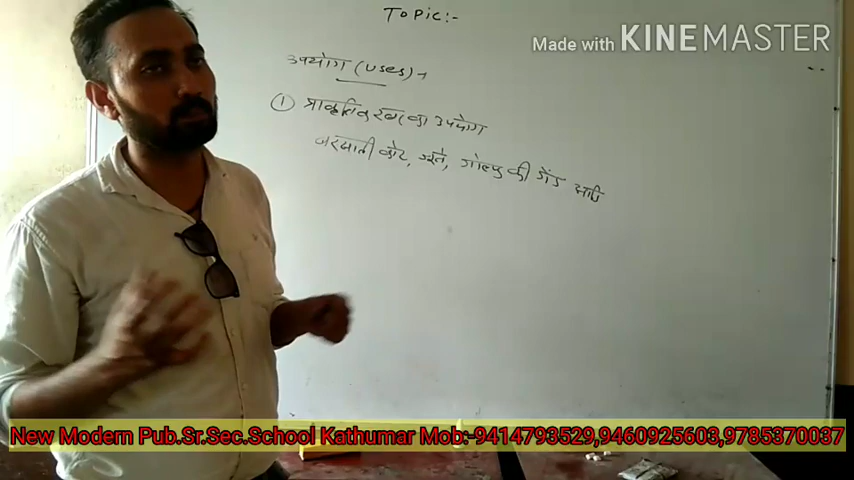 Topic:-
Made with KINEMASTER
उपयोग (uses) →
① प्राकृतिक रबर का उपयोग
बरसाती कोट, जूते, गोल्फ की गेंद आदि
New Modern Pub.Sr.Sec.School Kathumar Mob:-9414793529,9460925603,9785370037